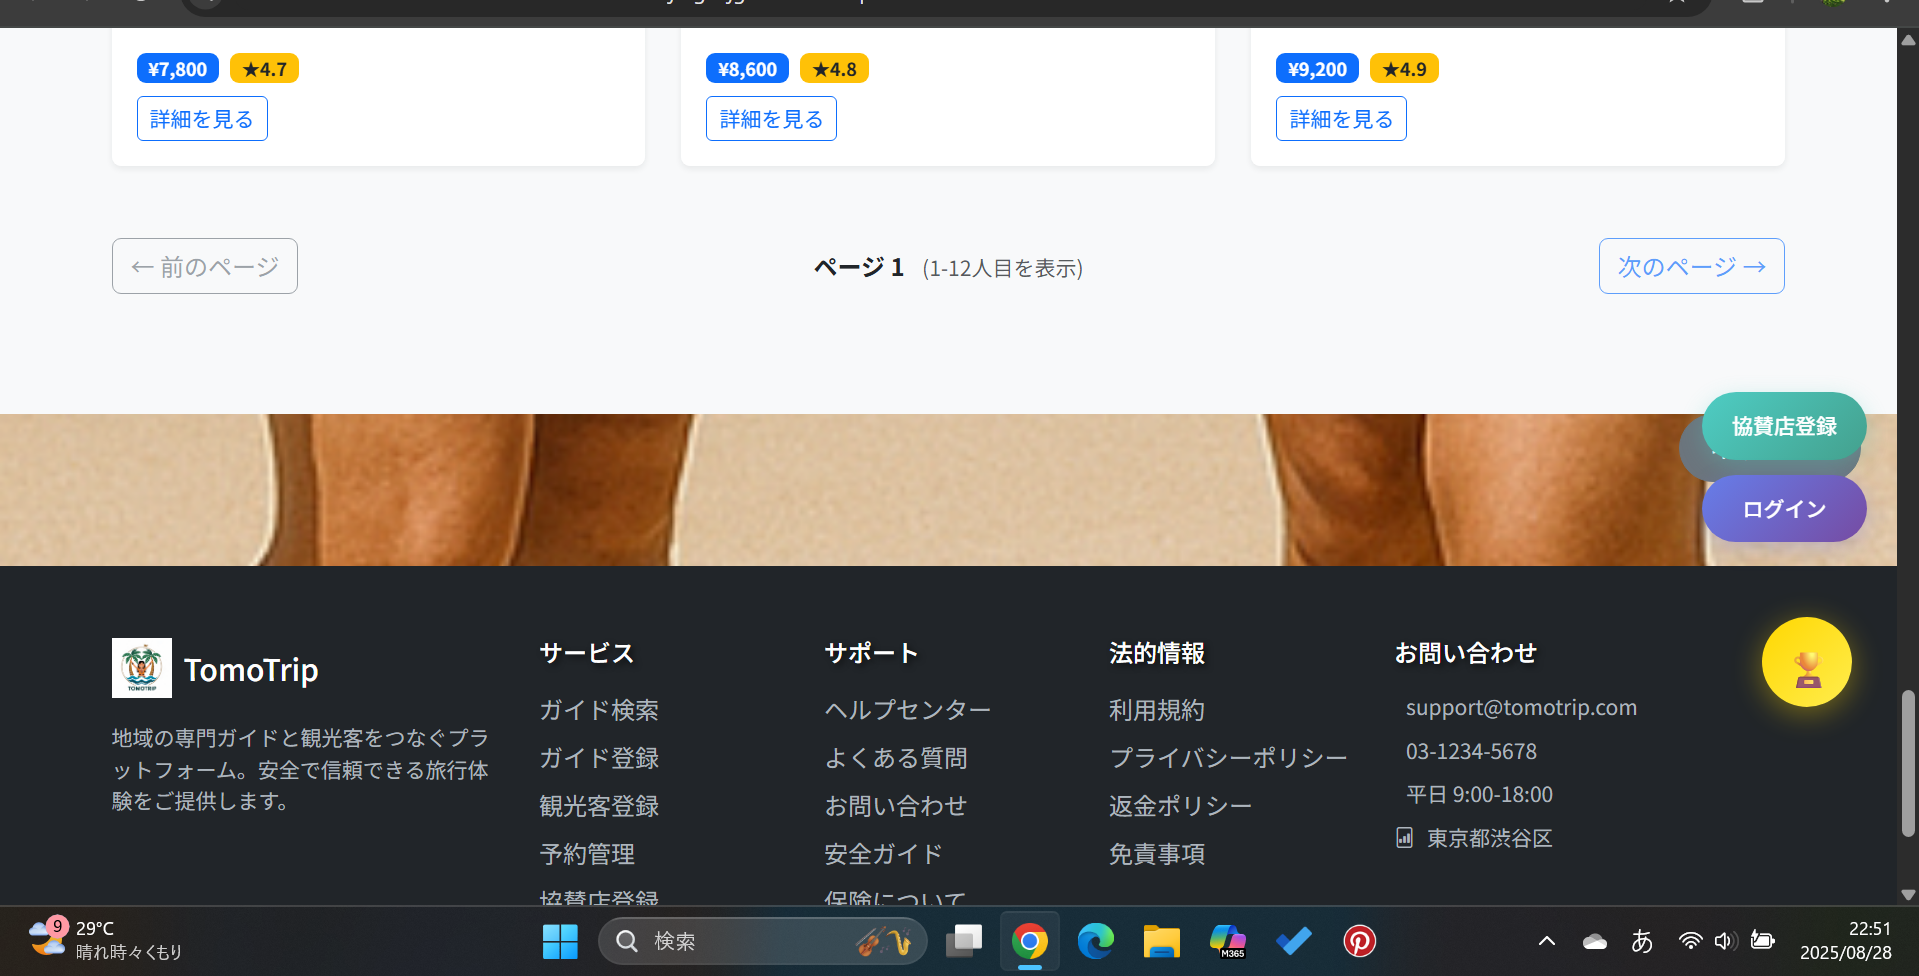 ¥7,800 ★4.7
詳細を見る
¥8,600 ★4.8
詳細を見る
¥9,200 ★4.9
詳細を見る
← 前のページ
ページ 1 (1-12人目を表示)
次のページ →
協賛店登録
ログイン
TomoTrip
TOMOTRIP
地域の専門ガイドと観光客をつなぐプラ
ットフォーム。安全で信頼できる旅行体
験をご提供します。
サービス
ガイド検索
ガイド登録
観光客登録
予約管理
協賛店登録
サポート
ヘルプセンター
よくある質問
お問い合わせ
安全ガイド
保険について
法的情報
利用規約
プライバシーポリシー
返金ポリシー
免責事項
お問い合わせ
support@tomotrip.com
03-1234-5678
平日 9:00-18:00
東京都渋谷区
9
29°C
晴れ時々くもり
検索
M365
あ
22:51
2025/08/28